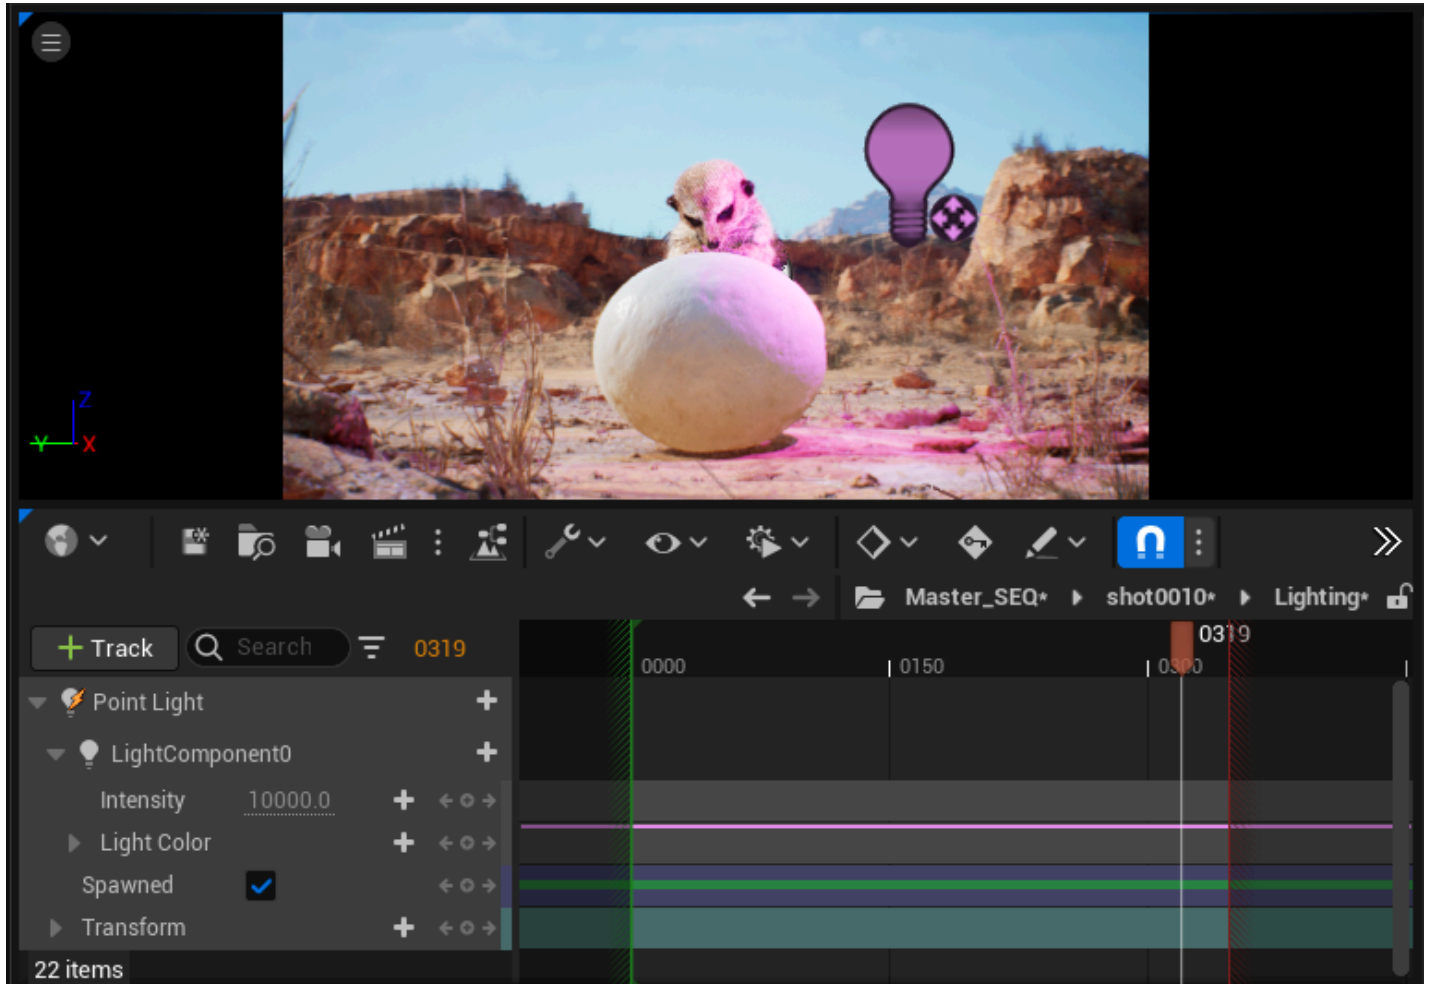 Z
Y X
Master_SEQ* shot0010* Lighting*
+ Track Search 0319 0319
0000 0150 0300
Point Light
LightComponent0
Intensity 10000.0
Light Color
Spawned
Transform
22 items